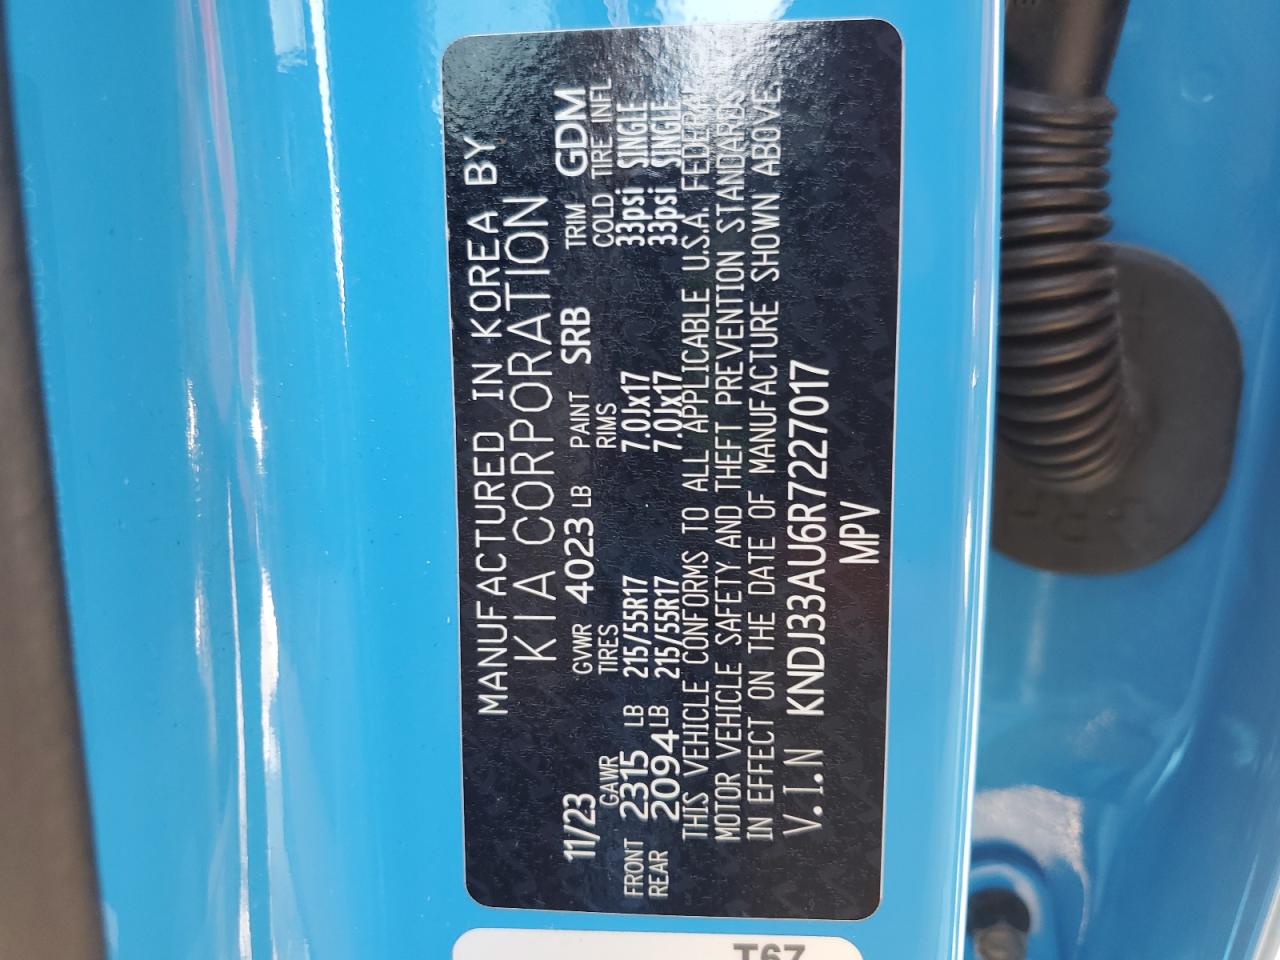 MANUFACTURED IN KOREA BY
KIA CORPORATION
11/23 GVWR 4023 LB PAINT SRB TRIM GDM
GAWR TIRES RIMS COLD TIRE INFL
FRONT 2315 LB 215/55R17 7.0Jx17 33psi SINGLE
REAR 2094 LB 215/55R17 7.0Jx17 33psi SINGLE
THIS VEHICLE CONFORMS TO ALL APPLICABLE U.S.A. FEDERAL
MOTOR VEHICLE SAFETY AND THEFT PREVENTION STANDARDS
IN EFFECT ON THE DATE OF MANUFACTURE SHOWN ABOVE.
V.I.N KNDJ33AU6R7227017
MPV